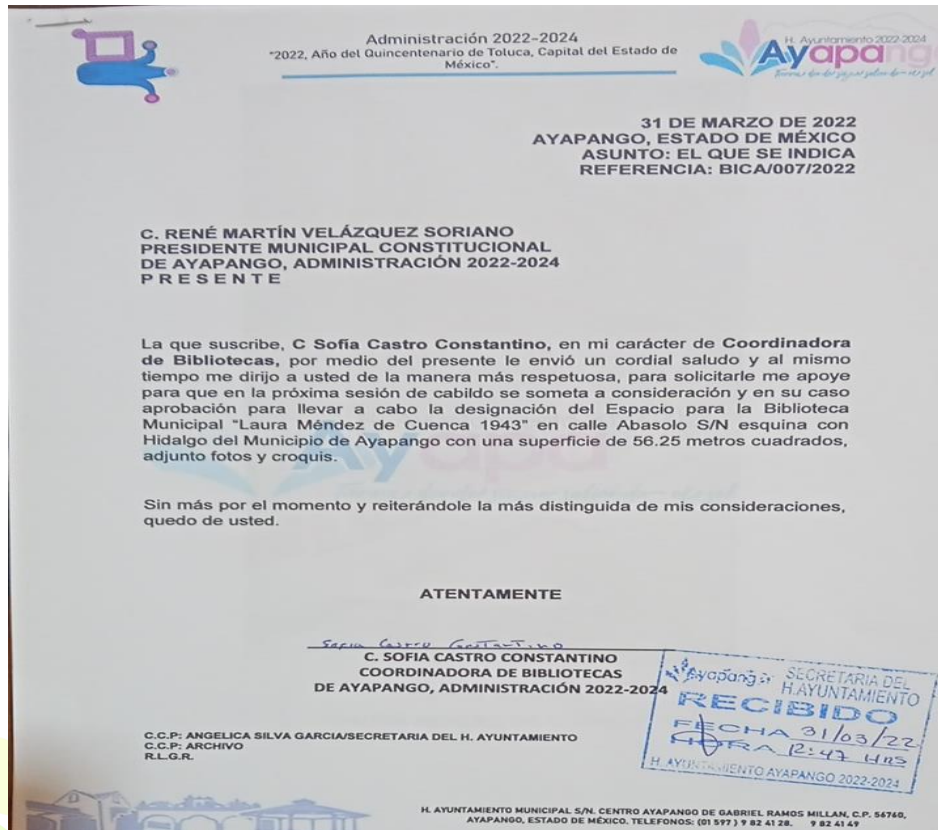 Administración 2022-2024
"2022, Año del Quincentenario de Toluca, Capital del Estado de
México".
H. Ayuntamiento 2022-2024
Ayapango
31 DE MARZO DE 2022
AYAPANGO, ESTADO DE MÉXICO
ASUNTO: EL QUE SE INDICA
REFERENCIA: BICA/007/2022
C. RENÉ MARTÍN VELÁZQUEZ SORIANO
PRESIDENTE MUNICIPAL CONSTITUCIONAL
DE AYAPANGO, ADMINISTRACIÓN 2022-2024
P R E S E N T E
La que suscribe, C Sofía Castro Constantino, en mi carácter de Coordinadora
de Bibliotecas, por medio del presente le envió un cordial saludo y al mismo
tiempo me dirijo a usted de la manera más respetuosa, para solicitarle me apoye
para que en la próxima sesión de cabildo se someta a consideración y en su caso
aprobación para llevar a cabo la designación del Espacio para la Biblioteca
Municipal "Laura Méndez de Cuenca 1943" en calle Abasolo S/N esquina con
Hidalgo del Municipio de Ayapango con una superficie de 56.25 metros cuadrados,
adjunto fotos y croquis.
Sin más por el momento y reiterándole la más distinguida de mis consideraciones,
quedo de usted.
ATENTAMENTE
C. SOFIA CASTRO CONSTANTINO
COORDINADORA DE BIBLIOTECAS
DE AYAPANGO, ADMINISTRACIÓN 2022-2024
Ayapango SECRETARIA DEL
H. AYUNTAMIENTO
RECIBIDO
FECHA 31/03/22
HORA 12:47 HRS
H. AYUNTAMIENTO AYAPANGO 2022-2024
C.C.P: ANGELICA SILVA GARCIA/SECRETARIA DEL H. AYUNTAMIENTO
C.C.P: ARCHIVO
R.L.G.R.
H. AYUNTAMIENTO MUNICIPAL S/N. CENTRO AYAPANGO DE GABRIEL RAMOS MILLAN, C.P. 56760,
AYAPANGO, ESTADO DE MÉXICO. TELEFONOS: (01 597) 9 82 41 28. 9 82 41 49